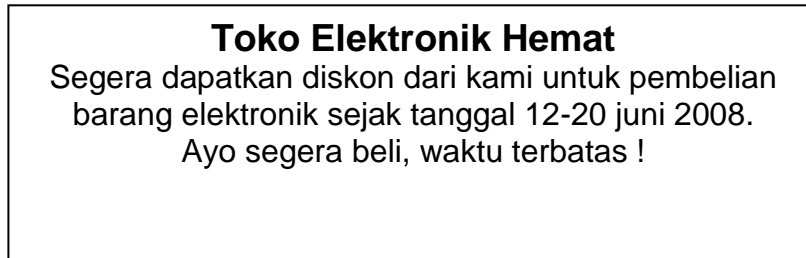 Toko Elektronik Hemat
Segera dapatkan diskon dari kami untuk pembelian
barang elektronik sejak tanggal 12-20 juni 2008.
Ayo segera beli, waktu terbatas !